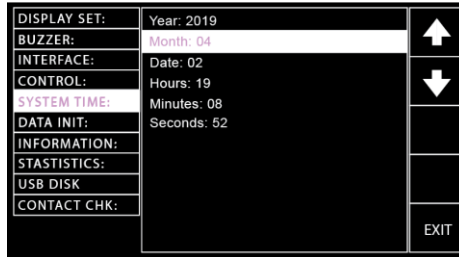 DISPLAY SET:
BUZZER:
INTERFACE:
CONTROL:
SYSTEM TIME:
DATA INIT:
INFORMATION:
STASTISTICS:
USB DISK
CONTACT CHK:
Year: 2019
Month: 04
Date: 02
Hours: 19
Minutes: 08
Seconds: 52
EXIT